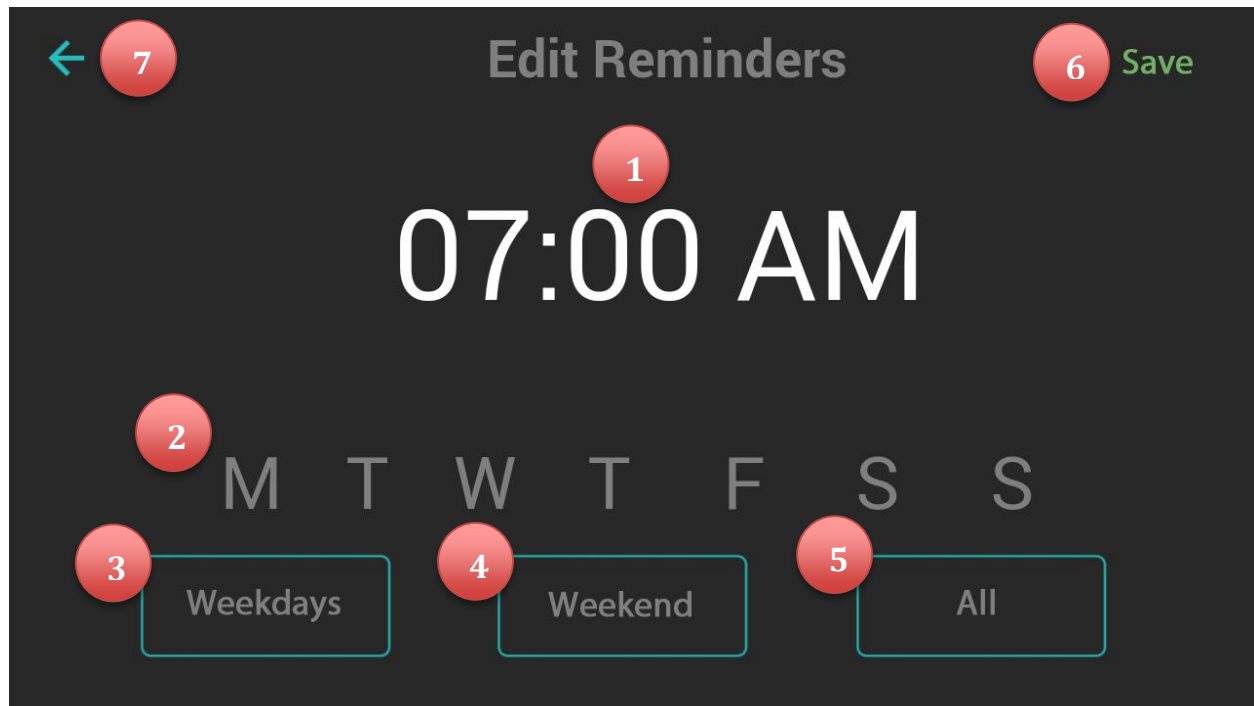 7 Edit Reminders 6 Save
1
07:00 AM
2
M T W T F S S
3 4 5
Weekdays Weekend All